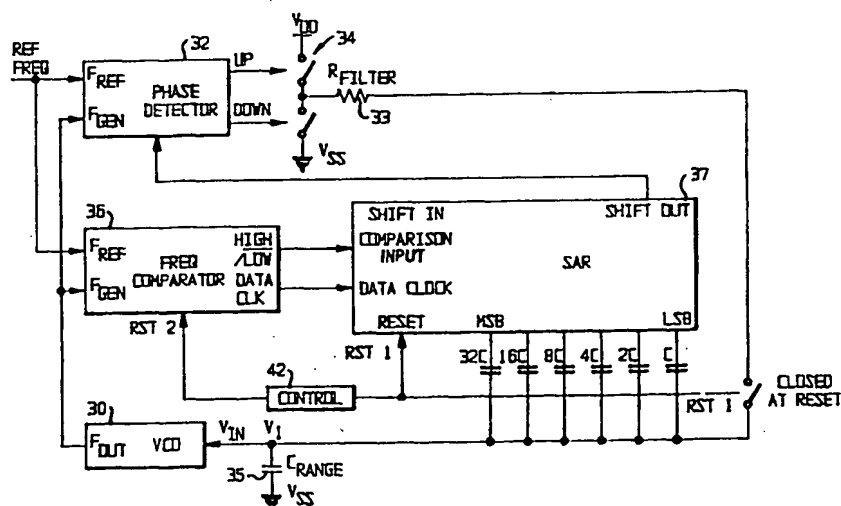 REF FREQ
32
F_REF
F_GEN
PHASE DETECTOR
UP
DOWN
V_DD
34
R_FILTER
33
V_SS
36
F_REF
F_GEN
FREQ COMPARATOR
HIGH
/LOW
DATA CLK
RST 2
37
SHIFT IN
SHIFT OUT
COMPARISON INPUT
SAR
DATA CLOCK
RESET
MSB
LSB
RST 1
32C 16C 8C 4C 2C C
42
CONTROL
RST 1
CLOSED AT RESET
30
F_OUT
VCO
V_IN
V_1
35
C_RANGE
V_SS